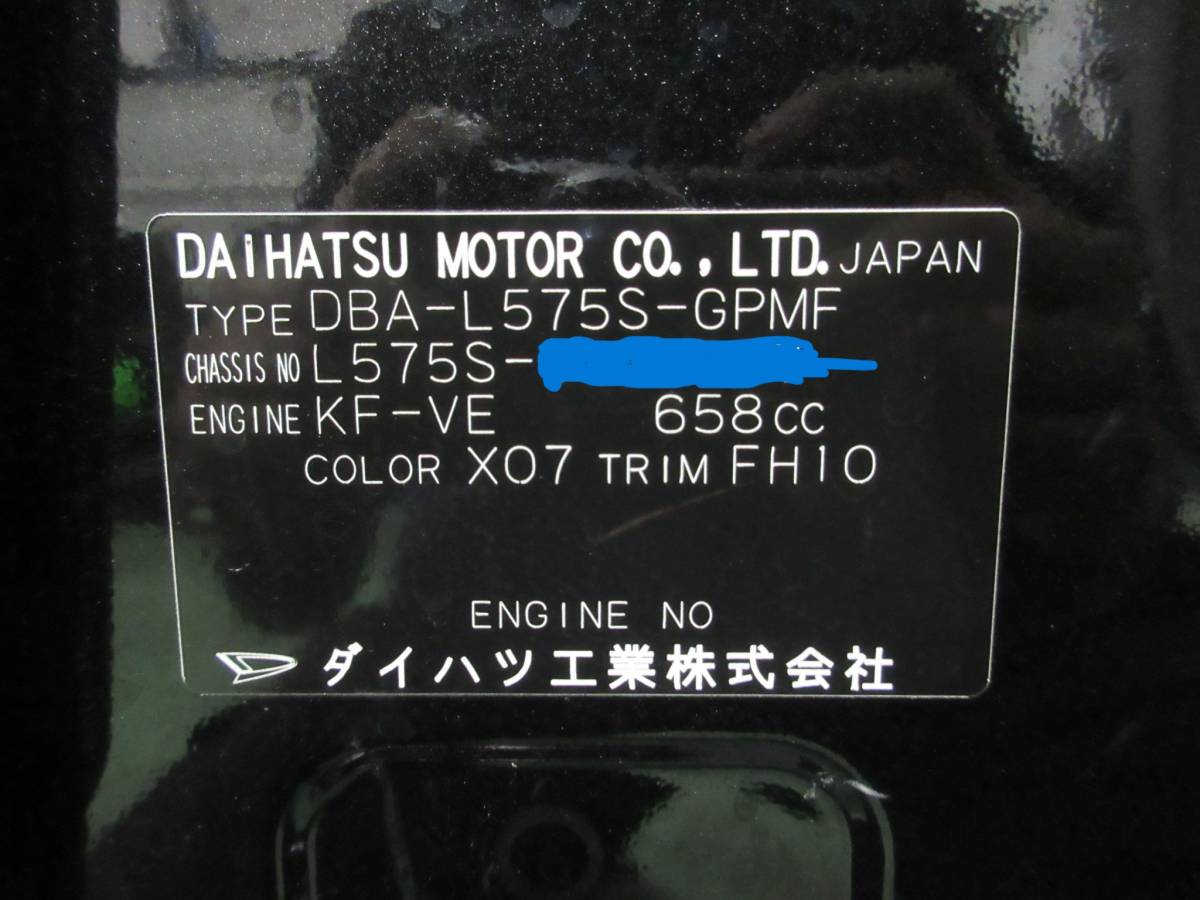 DAiHATSU MOTOR CO., LTD. JAPAN
TYPE DBA-L575S-GPMF
CHASSIS NO L575S-
ENGINE KF-VE 658cc
COLOR X07 TRIM FH10
ENGINE NO
ダイハツ工業株式会社